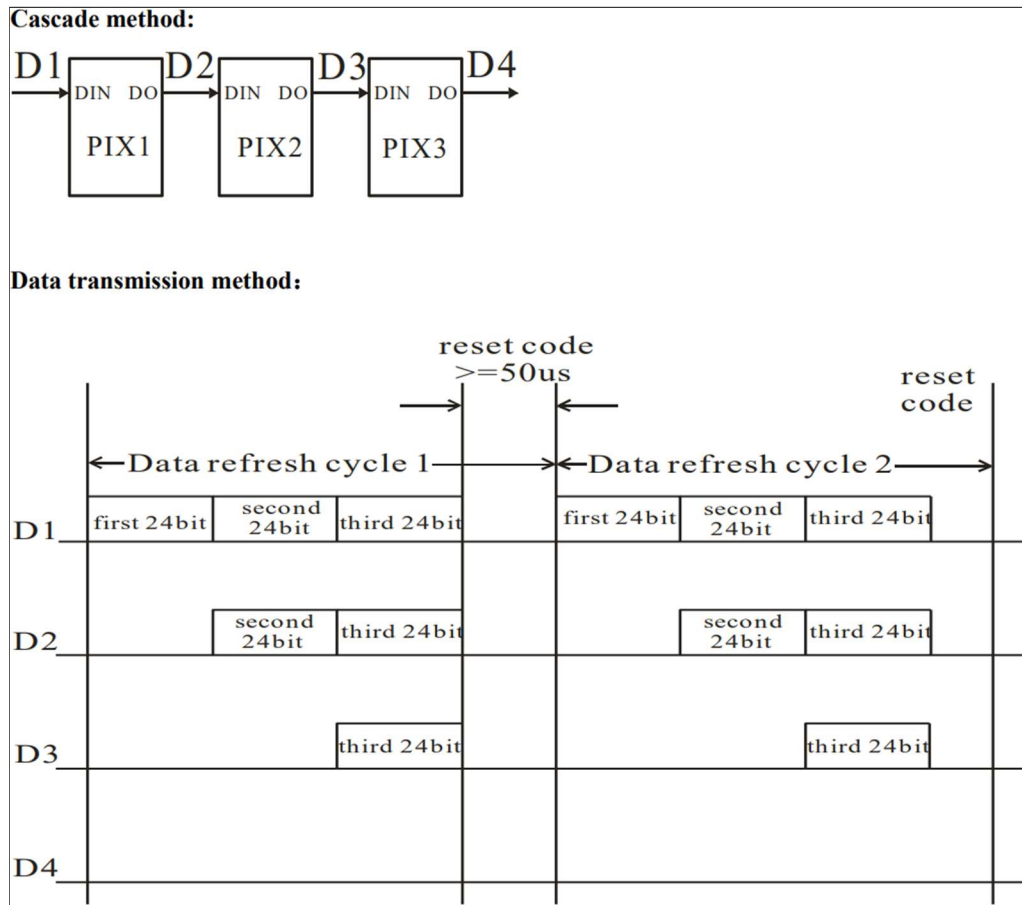 Cascade method:
D1 D2 D3 D4
DIN DO DIN DO DIN DO
PIX1 PIX2 PIX3
Data transmission method：
reset code
>=50us
reset
code
Data refresh cycle 1 Data refresh cycle 2
D1 first 24bit second 24bit third 24bit first 24bit second 24bit third 24bit
D2 second 24bit third 24bit second 24bit third 24bit
D3 third 24bit third 24bit
D4